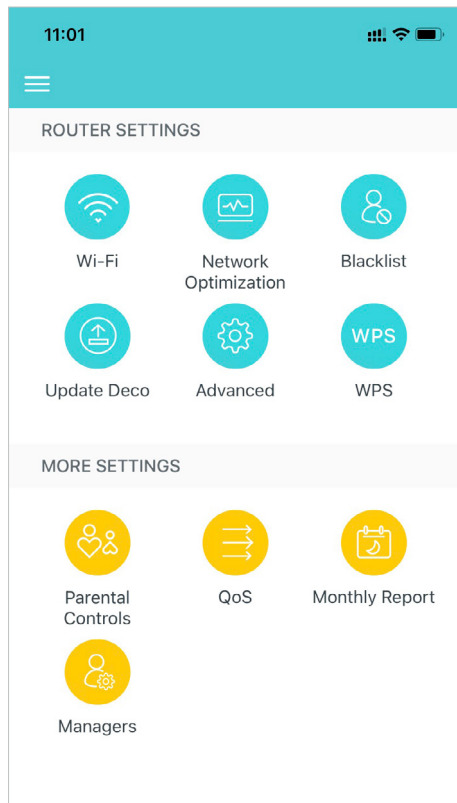 11:01
ROUTER SETTINGS
Wi-Fi
Network
Optimization
Blacklist
Update Deco
Advanced
WPS
WPS
MORE SETTINGS
Parental
Controls
QoS
Monthly Report
Managers